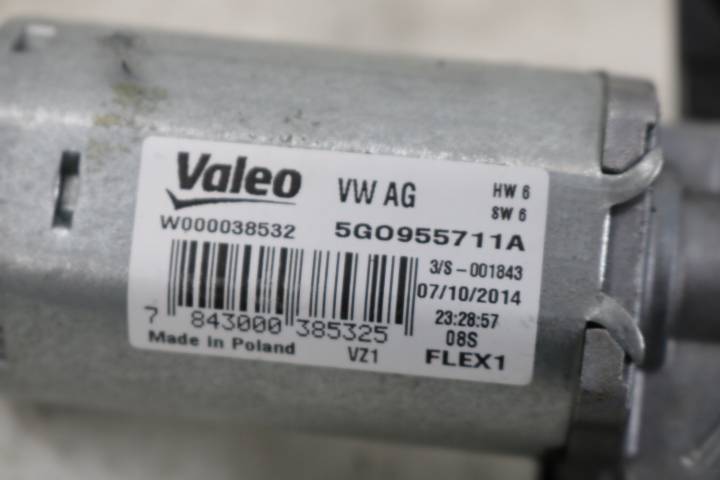 Valeo VW AG HW 6
SW 6
W000038532 5G0955711A
3/S-001843
07/10/2014
23:28:57
7 843000 385325 08S
Made in Poland VZ1 FLEX1